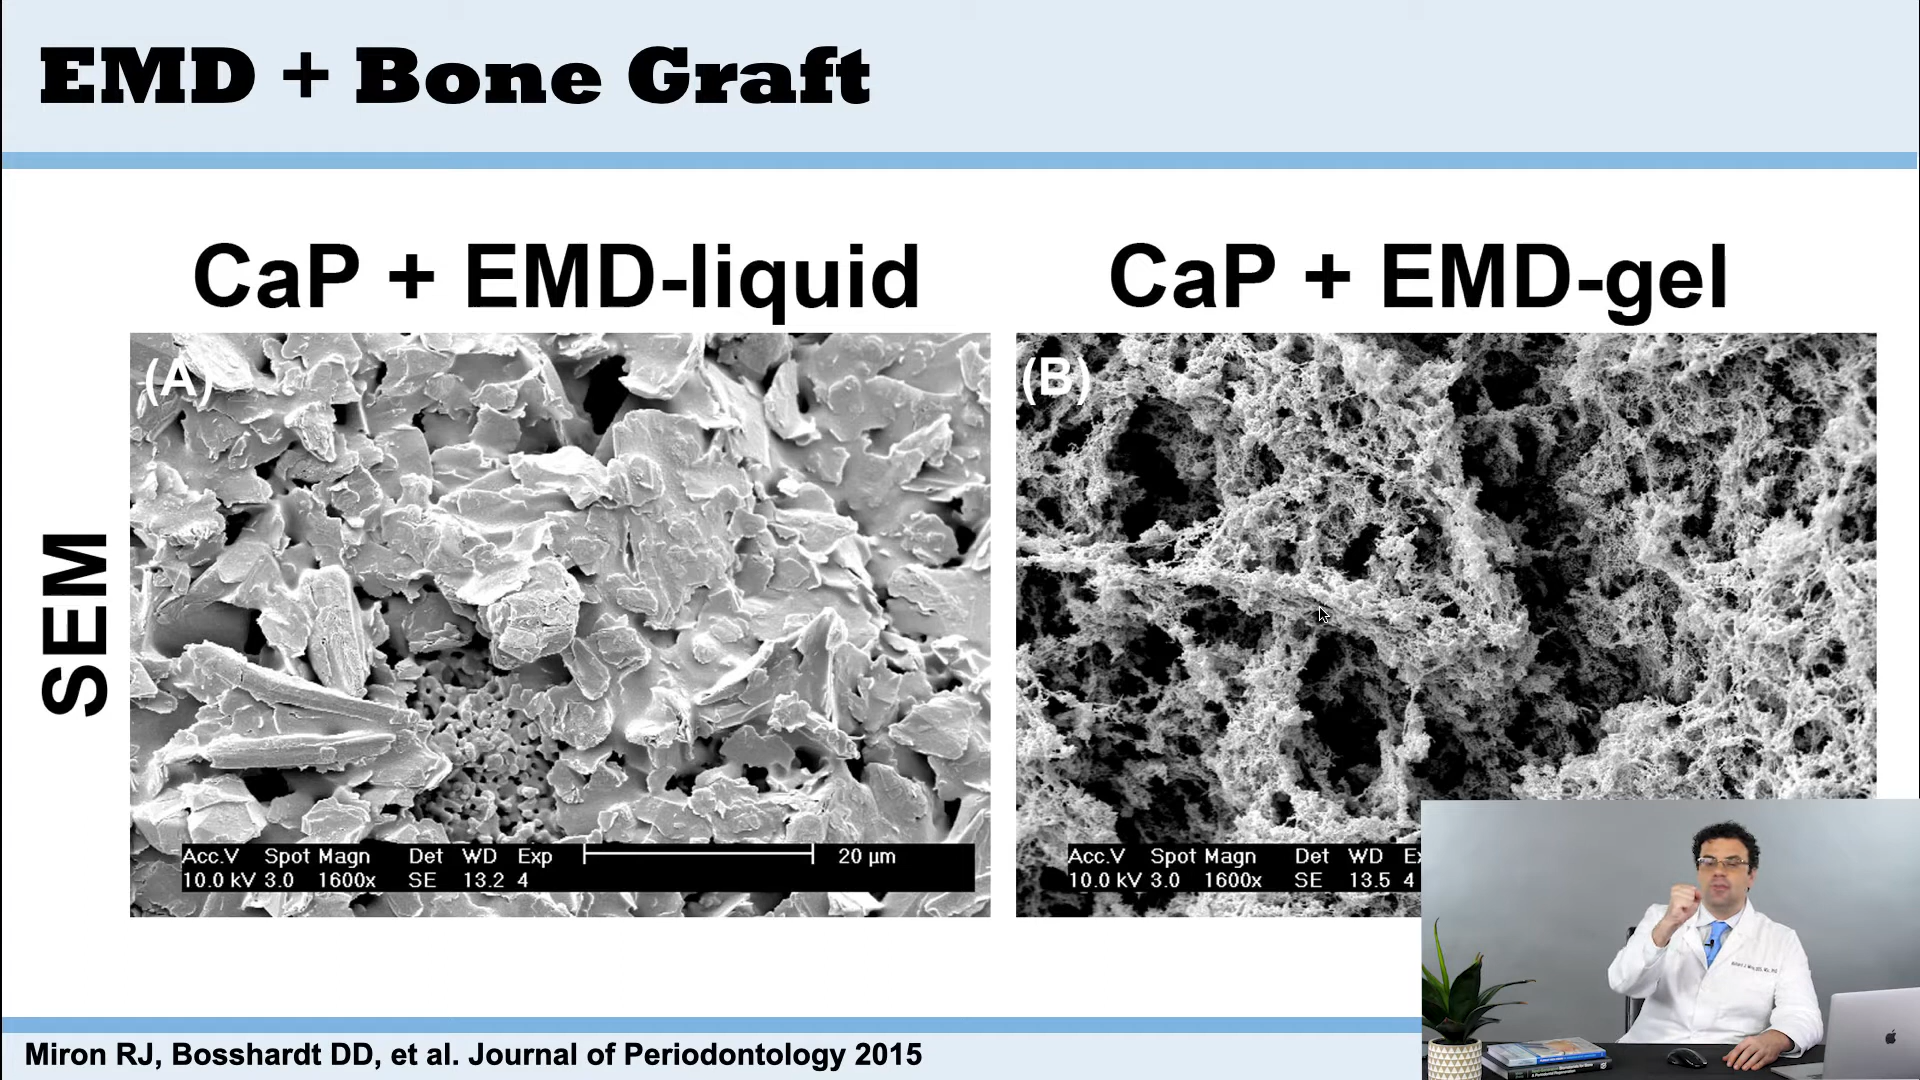 EMD + Bone Graft
CaP + EMD-liquid
CaP + EMD-gel
SEM
(A)
(B)
Acc.V Spot Magn Det WD Exp 20 µm
10.0 kV 3.0 1600x SE 13.2 4
Acc.V Spot Magn Det WD
10.0 kV 3.0 1600x SE 13.5 4
Miron RJ, Bosshardt DD, et al. Journal of Periodontology 2015